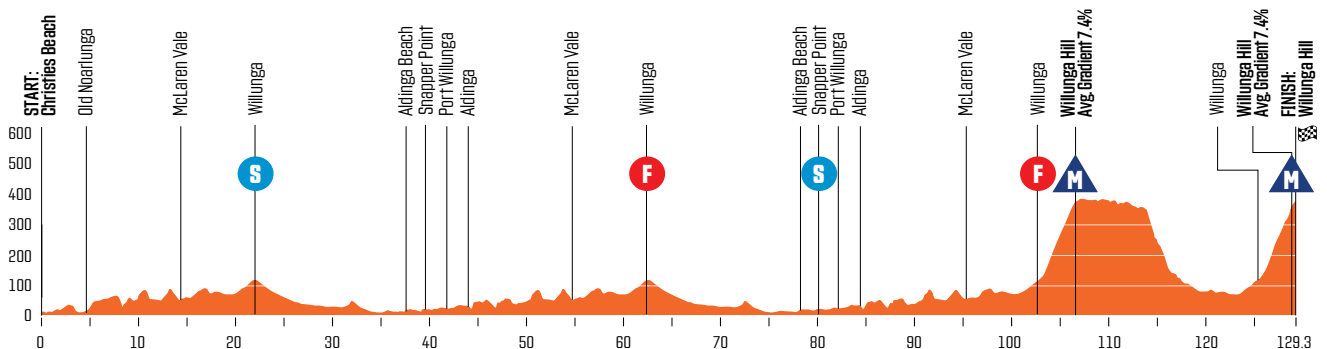 START:
Christies Beach
Old Noarlunga
McLaren Vale
Willunga
Aldinga Beach
Snapper Point
Port Willunga
Aldinga
McLaren Vale
Willunga
Aldinga Beach
Snapper Point
Port Willunga
Aldinga
McLaren Vale
Willunga
Willunga Hill
Avg. Gradient 7.4%
Willunga
Willunga Hill
Avg. Gradient 7.4%
FINISH:
Willunga Hill
600
500
400
300
200
100
0
S
F
S
F
M
M
0 10 20 30 40 50 60 70 80 90 100 110 120 129.3